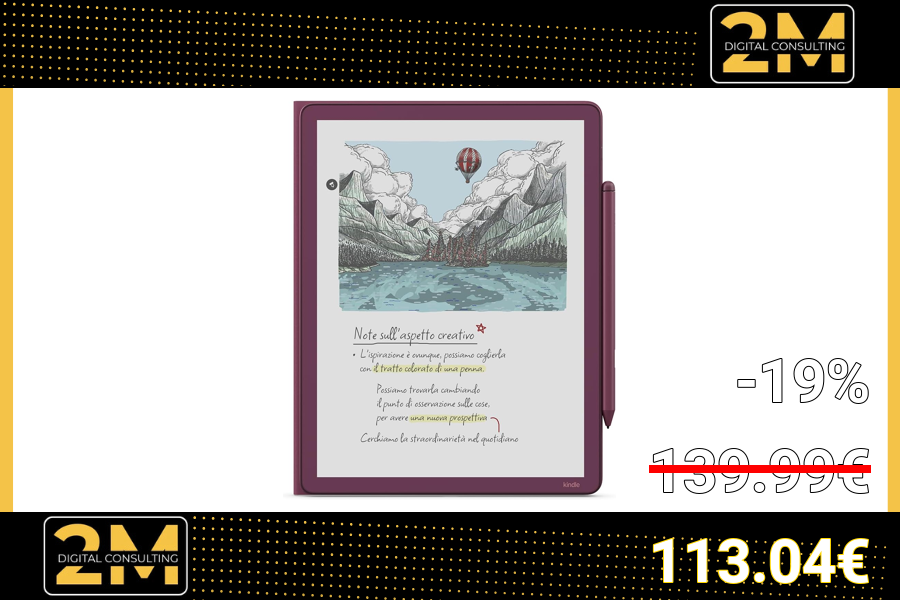 2M
DIGITAL CONSULTING
Note sull'aspetto creativo
• L'ispirazione è ovunque, possiamo coglierla
con il tratto colorato di una penna.
Possiamo trovarla cambiando
il punto di osservazione sulle cose,
per avere una nuova prospettiva
Cerchiamo la straordinarietà nel quotidiano
kindle
-19%
139.99€
2M
DIGITAL CONSULTING
113.04€